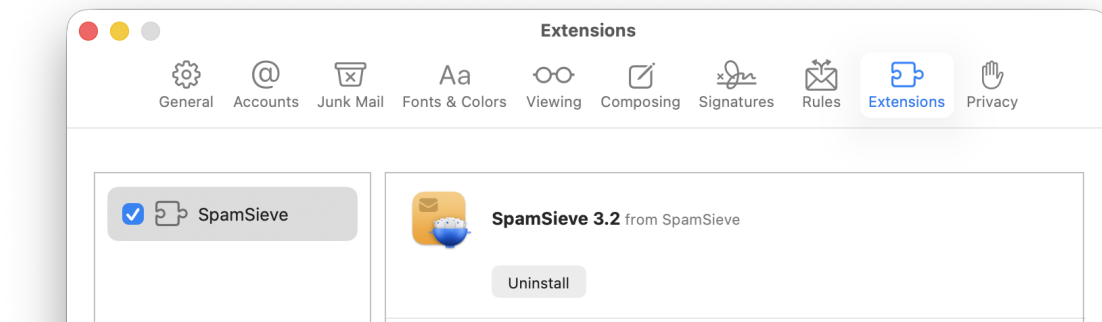 Extensions
General Accounts Junk Mail Fonts & Colors Viewing Composing Signatures Rules Extensions Privacy
SpamSieve
SpamSieve 3.2 from SpamSieve
Uninstall